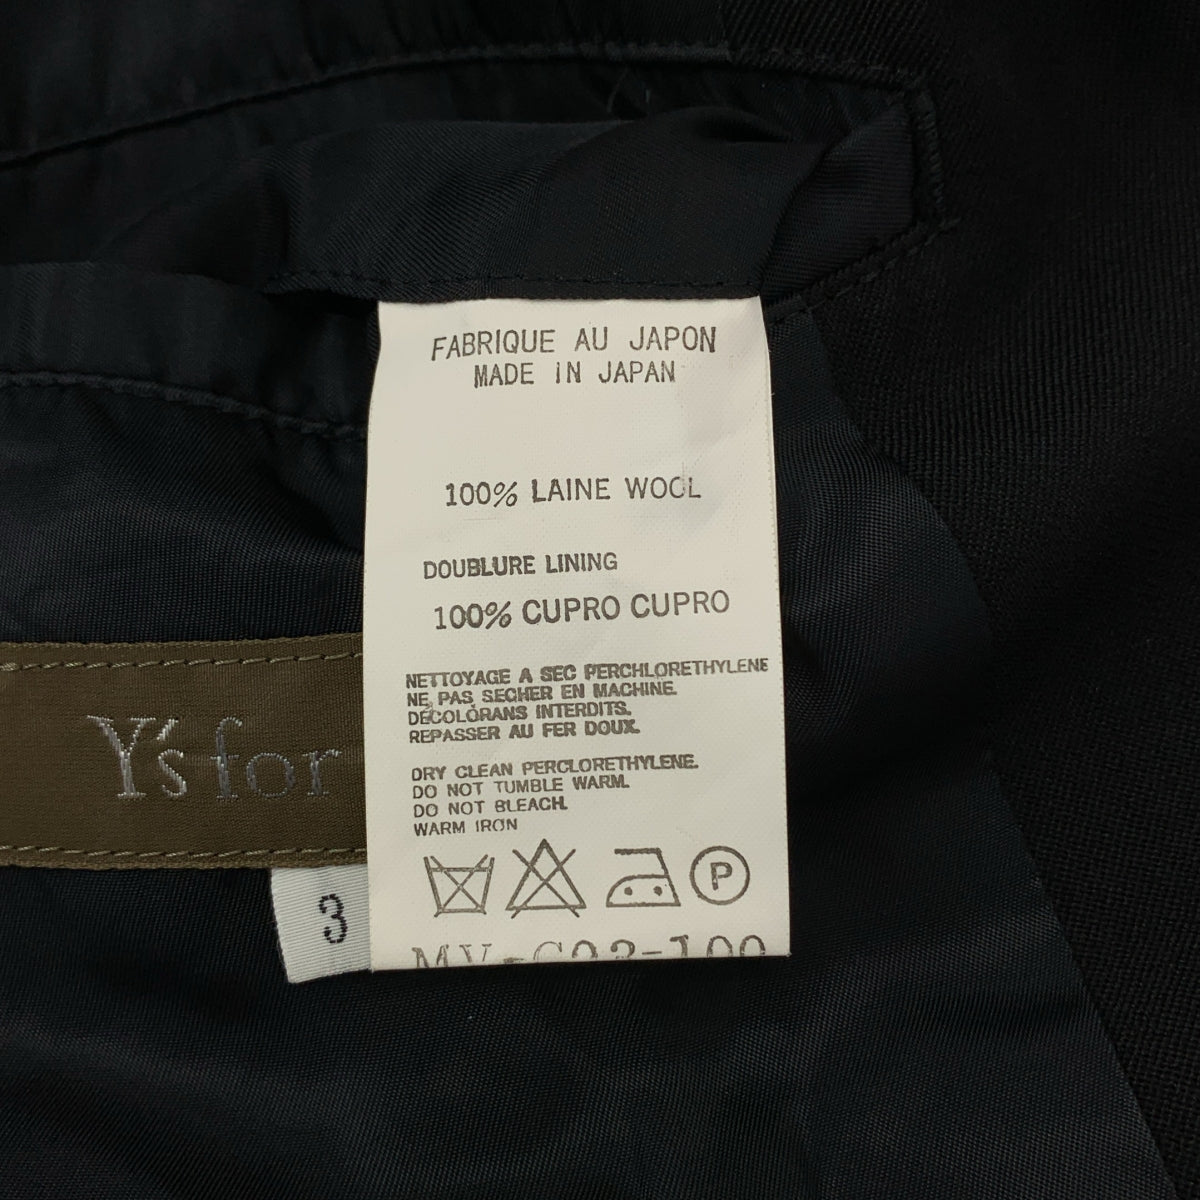 FABRIQUE AU JAPON
MADE IN JAPAN
100% LAINE WOOL
DOUBLURE LINING
100% CUPRO CUPRO
NETTOYAGE A SEC PERCHLORETHYLENE
NE PAS SECHER EN MACHINE.
DÉCOLORANS INTERDITS.
REPASSER AU FER DOUX.
DRY CLEAN PERCLORETHYLENE.
DO NOT TUMBLE WARM.
DO NOT BLEACH.
WARM IRON
P
Y's for
3